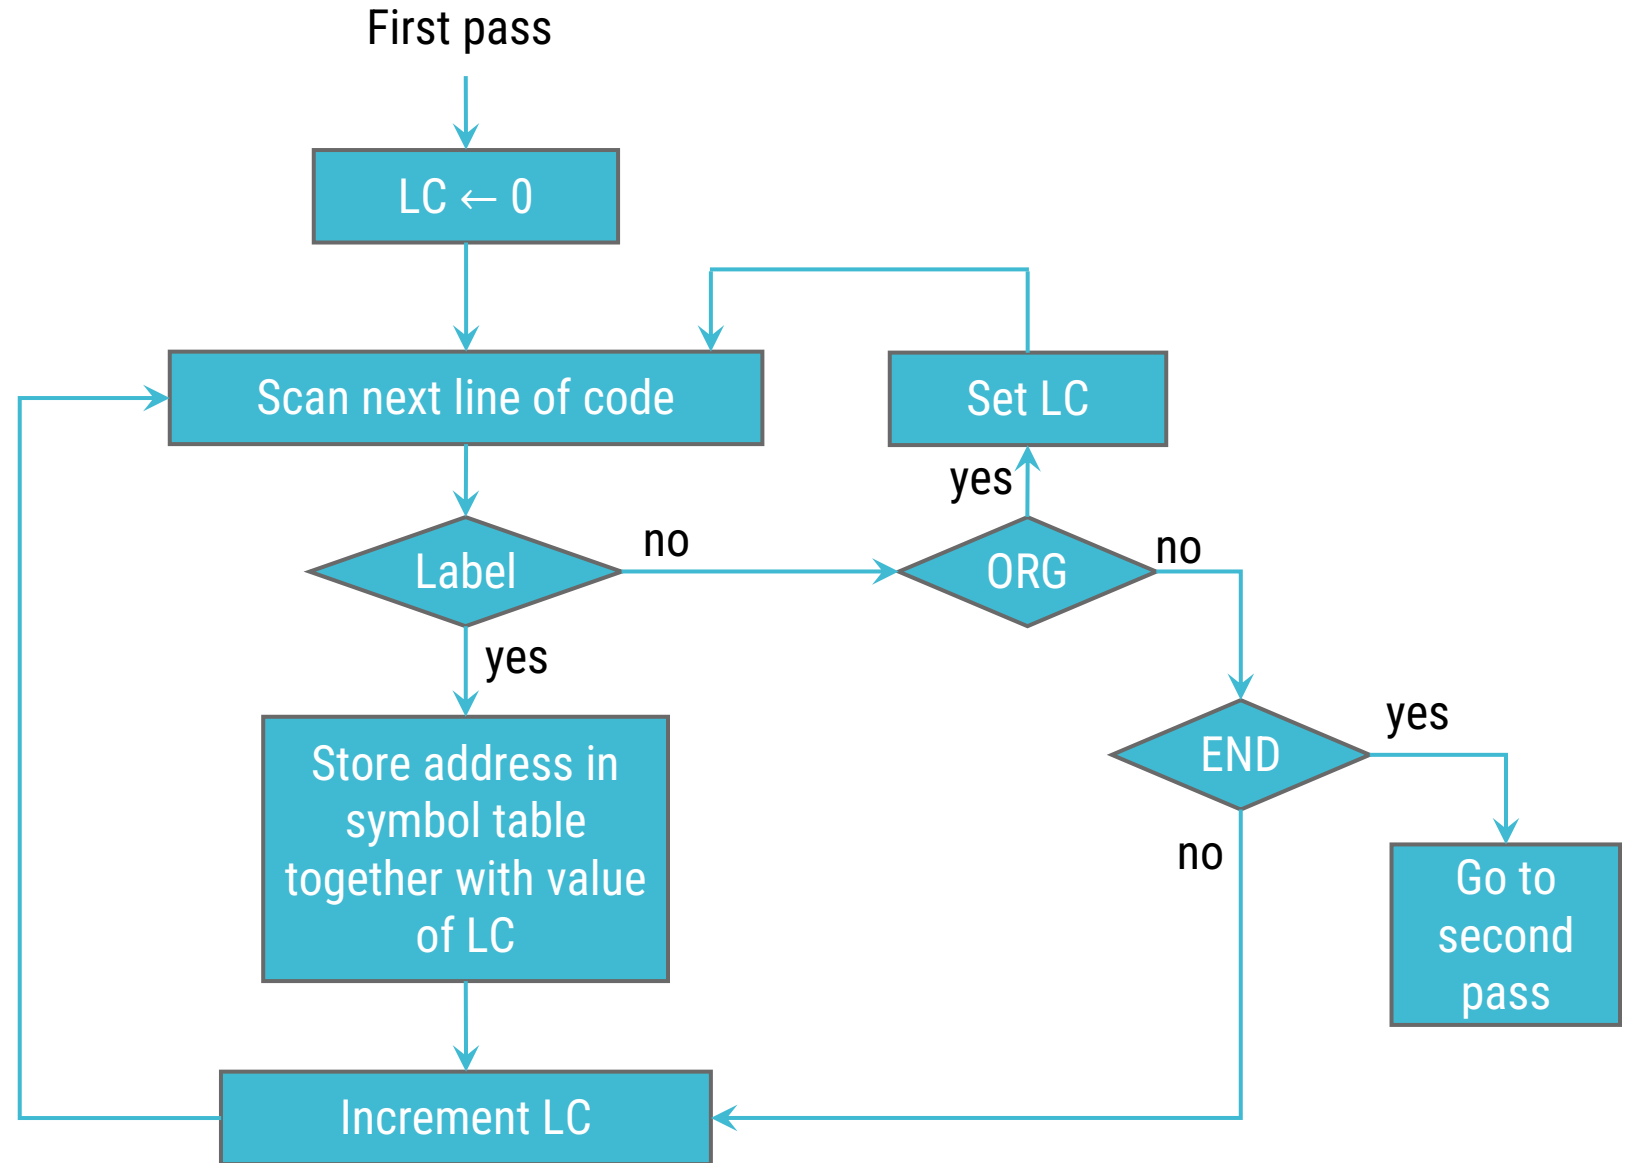 First pass
LC ← 0
Scan next line of code
Set LC
yes
Label
no
ORG
no
yes
Store address in
symbol table
together with value
of LC
END
yes
no
Go to
second
pass
Increment LC